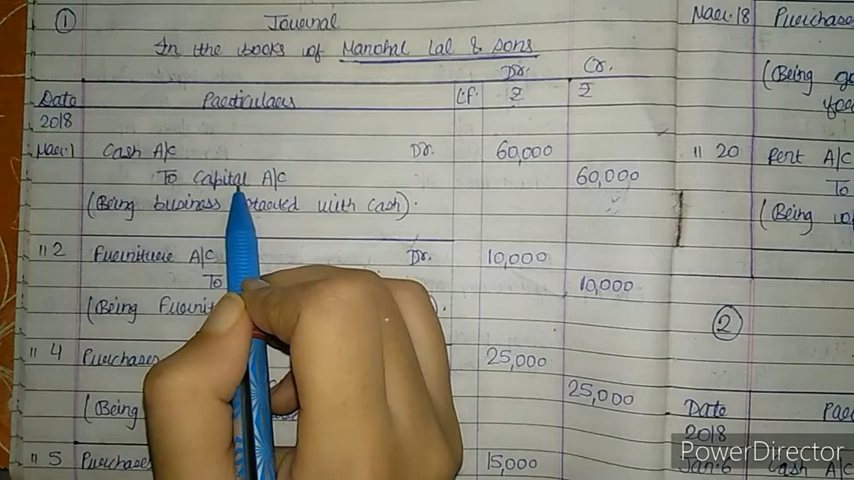 1
Journal
In the books of Manohar Lal & Sons
Dr. Cr.
Date Particulars L.F. ₹ ₹
2018
Mar.1 Cash A/c Dr. 60,000
To Capital A/c 60,000
(Being business started with cash).
" 2 Furniture A/c Dr. 10,000
To 10,000
(Being
" 4 Purchases 25,000
(Being 25,000
" 5 Purchases 15,000
Mar. 18 Purchase
(Being
" 20 Rent A/c
To
(Being
2
Date
2018
Jan. 6 Cash A/c
PowerDirector